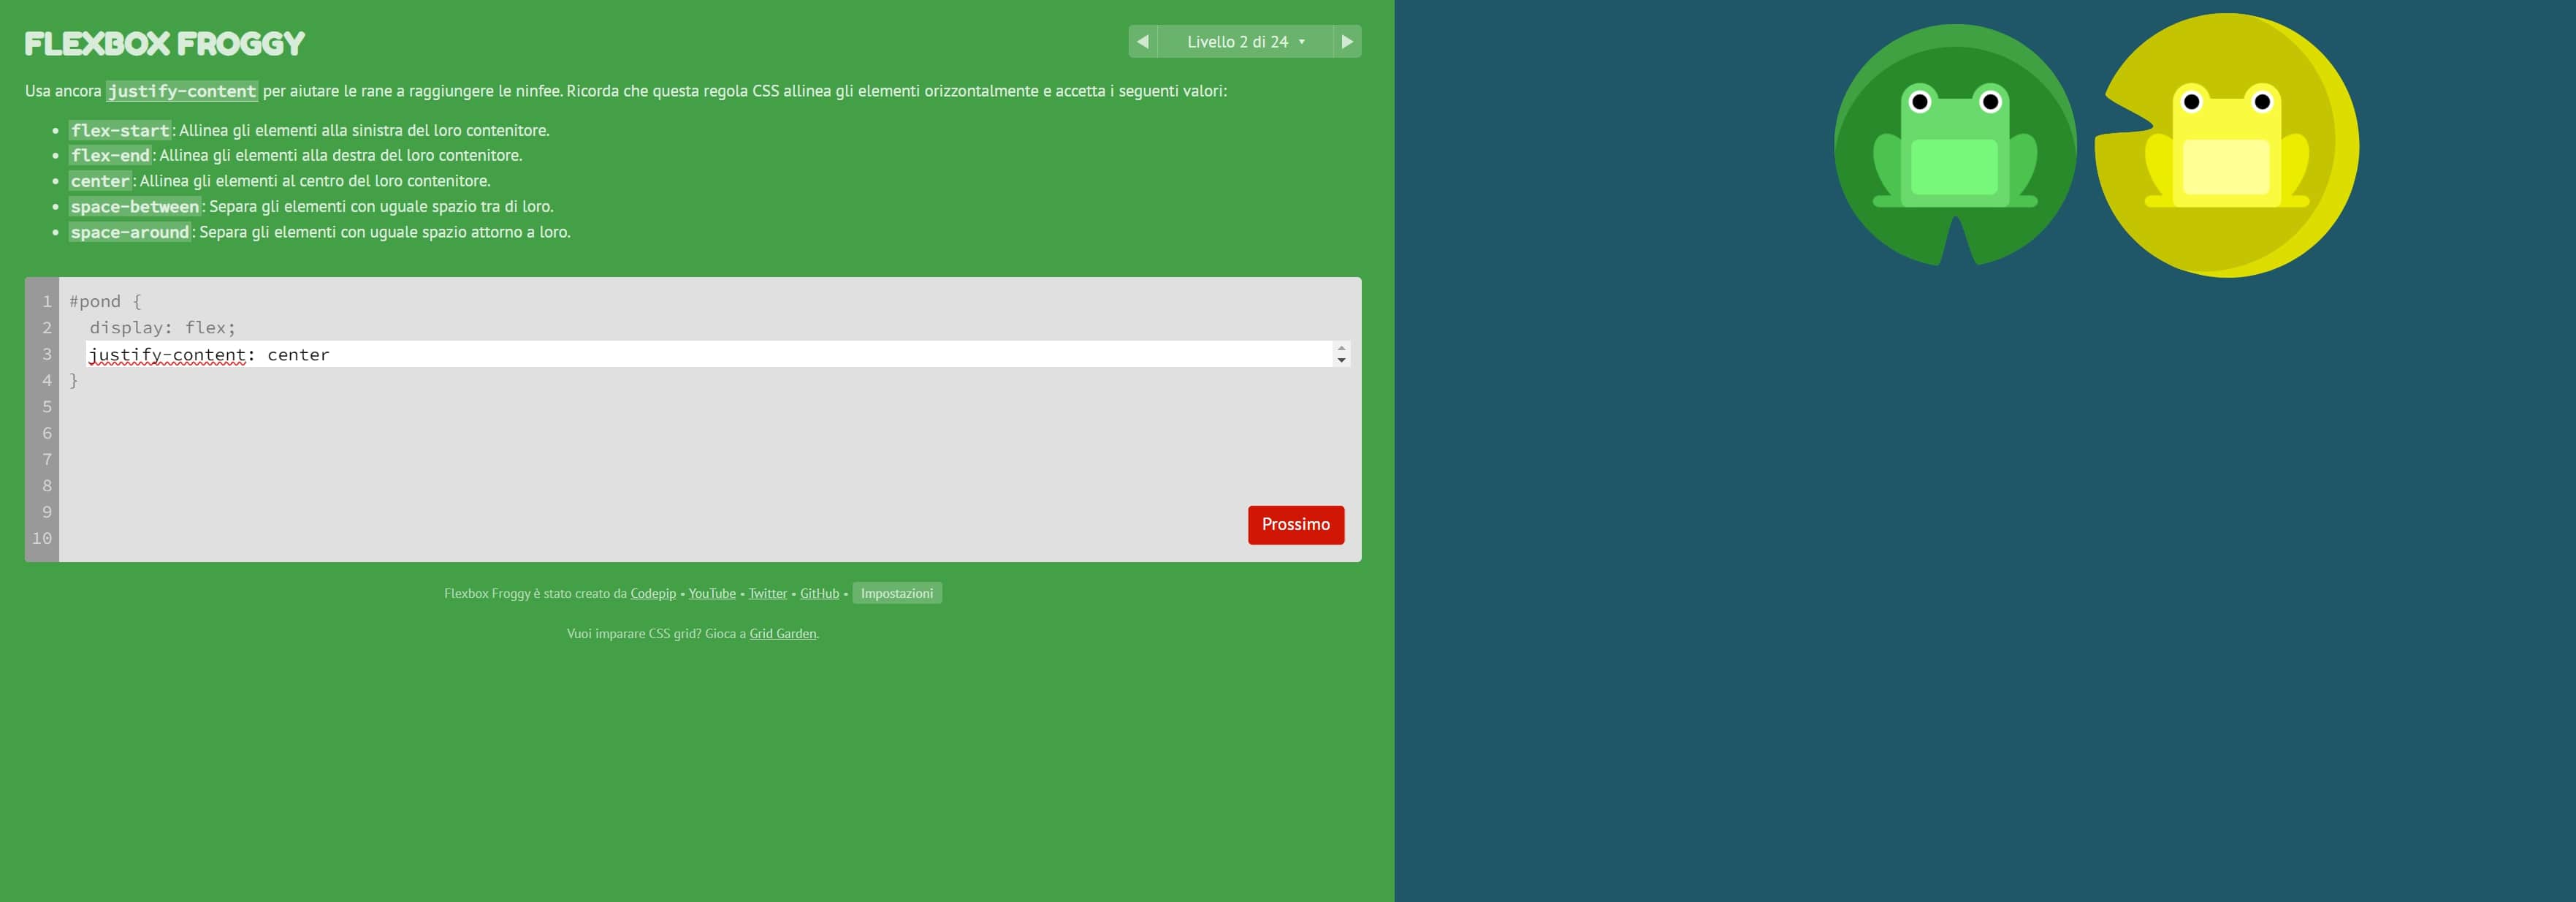 FLEXBOX FROGGY
Livello 2 di 24
Usa ancora justify-content per aiutare le rane a raggiungere le ninfee. Ricorda che questa regola CSS allinea gli elementi orizzontalmente e accetta i seguenti valori:
• flex-start: Allinea gli elementi alla sinistra del loro contenitore.
• flex-end: Allinea gli elementi alla destra del loro contenitore.
• center: Allinea gli elementi al centro del loro contenitore.
• space-between: Separa gli elementi con uguale spazio tra di loro.
• space-around: Separa gli elementi con uguale spazio attorno a loro.
1 #pond {
2 display: flex;
3 justify-content: center
4 }
5
6
7
8
9
10
Prossimo
Flexbox Froggy è stato creato da Codepip • YouTube • Twitter • GitHub • Impostazioni
Vuoi imparare CSS grid? Gioca a Grid Garden.